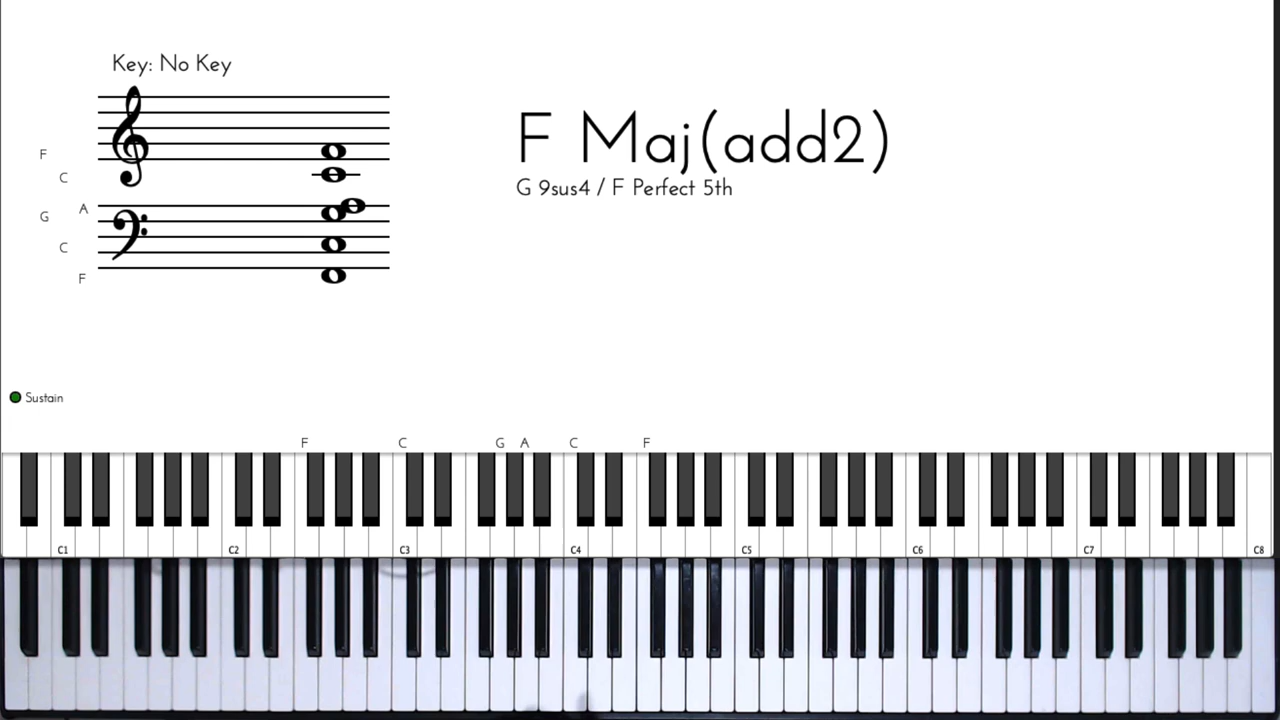 Key: No Key
F Maj(add2)
G 9sus4 / F Perfect 5th
F
C
A
G
C
F
Sustain
F C G A C F
C1 C2 C3 C4 C5 C6 C7 C8